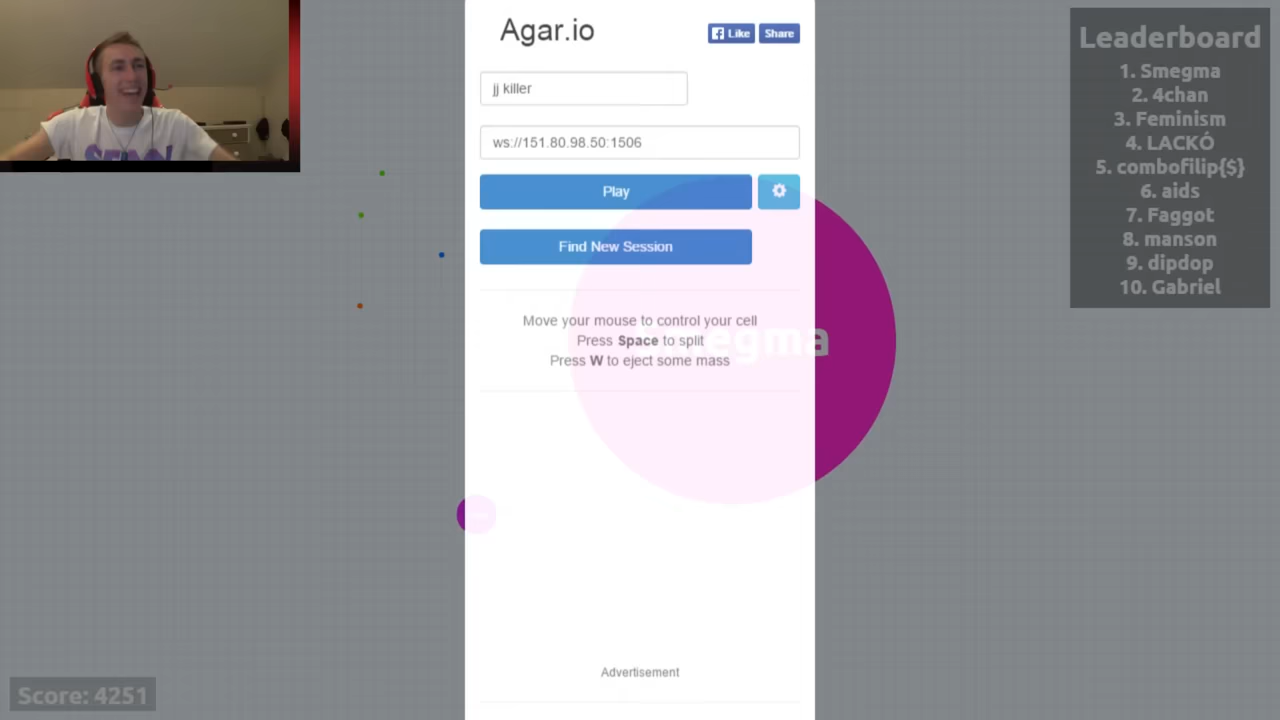 Agar.io
Like
Share
jj killer
ws://151.80.98.50:1506
Play
Find New Session
Move your mouse to control your cell
Press Space to split
Press W to eject some mass
Smegma
Advertisement
Leaderboard
1. Smegma
2. 4chan
3. Feminism
4. LACKÓ
5. combofilip{$}
6. aids
7. Faggot
8. manson
9. dipdop
10. Gabriel
Score: 4251